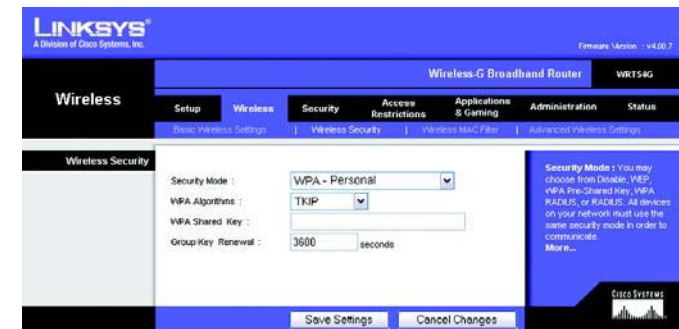 LINKSYS®
A Division of Cisco Systems, Inc.
Firmware Version : v4.00.7
Wireless-G Broadband Router
WRT54G
Wireless
Setup
Wireless
Security
Access
Restrictions
Applications
& Gaming
Administration
Status
Basic Wireless Settings | Wireless Security | Wireless MAC Filter | Advanced Wireless Settings
Wireless Security
Security Mode :
WPA - Personal
WPA Algorithms :
TKIP
WPA Shared Key :
Group Key Renewal :
3600
seconds
Security Mode : You may
choose from Disable, WEP,
WPA Pre-Shared Key, WPA
RADIUS, or RADIUS. All devices
on your network must use the
same security mode in order to
communicate.
More...
CISCO SYSTEMS
Save Settings
Cancel Changes